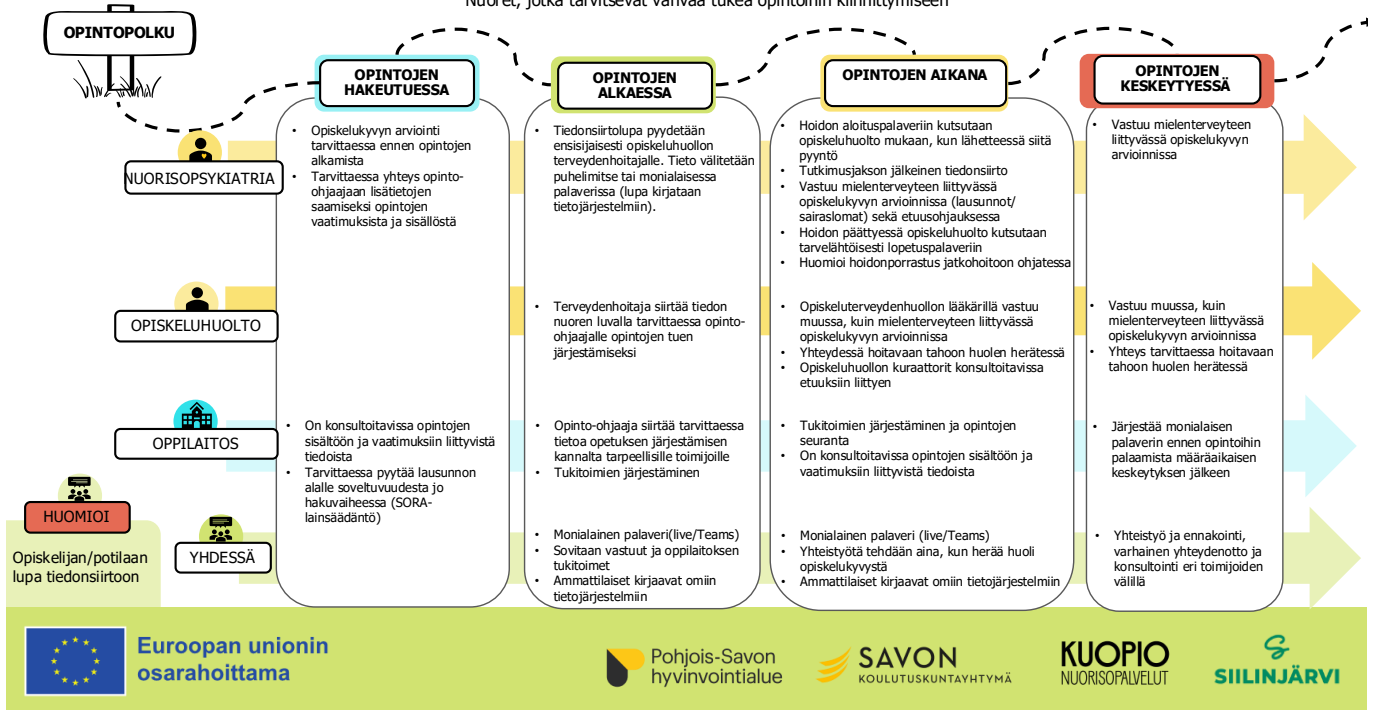 Nuoret, jotka tarvitsevat vahvaa tukea opintoihin kiinnittymiseen
OPINTOPOLKU
OPINTOJEN
HAKEUTUESSA
OPINTOJEN
ALKAESSA
OPINTOJEN AIKANA
OPINTOJEN
KESKEYTYESSÄ
NUORISOPSYKIATRIA
• Opiskelukyvyn arviointi
tarvittaessa ennen opintojen
alkamista
• Tarvittaessa yhteys opinto-
ohjaajaan lisätietojen
saamiseksi opintojen
vaatimuksista ja sisällöstä
• Tiedonsiirtolupa pyydetään
ensisijaisesti opiskeluhuollon
terveydenhoitajalle. Tieto välitetään
puhelimitse tai monialaisessa
palaverissa (lupa kirjataan
tietojärjestelmiin).
• Hoidon aloituspalaveriin kutsutaan
opiskeluhuolto mukaan, kun lähetteessä siitä
pyyntö
• Tutkimusjakson jälkeinen tiedonsiirto
• Vastuu mielenterveyteen liittyvässä
opiskelukyvyn arvioinnissa (lausunnot/
sairaslomat) sekä etuusohjauksessa
• Hoidon päättyessä opiskeluhuolto kutsutaan
tarvelähtöisesti lopetuspalaveriin
• Huomioi hoidonporrastus jatkohoitoon ohjatessa
• Vastuu mielenterveyteen
liittyvässä opiskelukyvyn
arvioinnissa
OPISKELUHUOLTO
• Terveydenhoitaja siirtää tiedon
nuoren luvalla tarvittaessa opinto-
ohjaajalle opintojen tuen
järjestämiseksi
• Opiskeluterveydenhuollon lääkärillä vastuu
muussa, kuin mielenterveyteen liittyvässä
opiskelukyvyn arvioinnissa
• Yhteydessä hoitavaan tahoon huolen herätessä
• Opiskeluhuollon kuraattorit konsultoitavissa
etuuksiin liittyen
• Vastuu muussa, kuin
mielenterveyteen liittyvässä
opiskelukyvyn arvioinnissa
• Yhteys tarvittaessa hoitavaan
tahoon huolen herätessä
OPPILAITOS
• On konsultoitavissa opintojen
sisältöön ja vaatimuksiin liittyvistä
tiedoista
• Tarvittaessa pyytää lausunnon
alalle soveltuvuudesta jo
hakuvaiheessa (SORA-
lainsäädäntö)
• Opinto-ohjaaja siirtää tarvittaessa
tietoa opetuksen järjestämisen
kannalta tarpeellisille toimijoille
• Tukitoimien järjestäminen
• Tukitoimien järjestäminen ja opintojen
seuranta
• On konsultoitavissa opintojen sisältöön ja
vaatimuksiin liittyvistä tiedoista
• Järjestää monialaisen
palaverin ennen opintoihin
palaamista määräaikaisen
keskeytyksen jälkeen
HUOMIOI
Opiskelijan/potilaan
lupa tiedonsiirtoon
YHDESSÄ
• Monialainen palaveri(live/Teams)
• Sovitaan vastuut ja oppilaitoksen
tukitoimet
• Ammattilaiset kirjaavat omiin
tietojärjestelmiin
• Monialainen palaveri (live/Teams)
• Yhteistyötä tehdään aina, kun herää huoli
opiskelukyvystä
• Ammattilaiset kirjaavat omiin tietojärjestelmiin
• Yhteistyö ja ennakointi,
varhainen yhteydenotto ja
konsultointi eri toimijoiden
välillä
Euroopan unionin
osarahoittama
Pohjois-Savon
hyvinvointialue
SAVON
KOULUTUSKUNTAYHTYMÄ
KUOPIO
NUORISOPALVELUT
SIILINJÄRVI